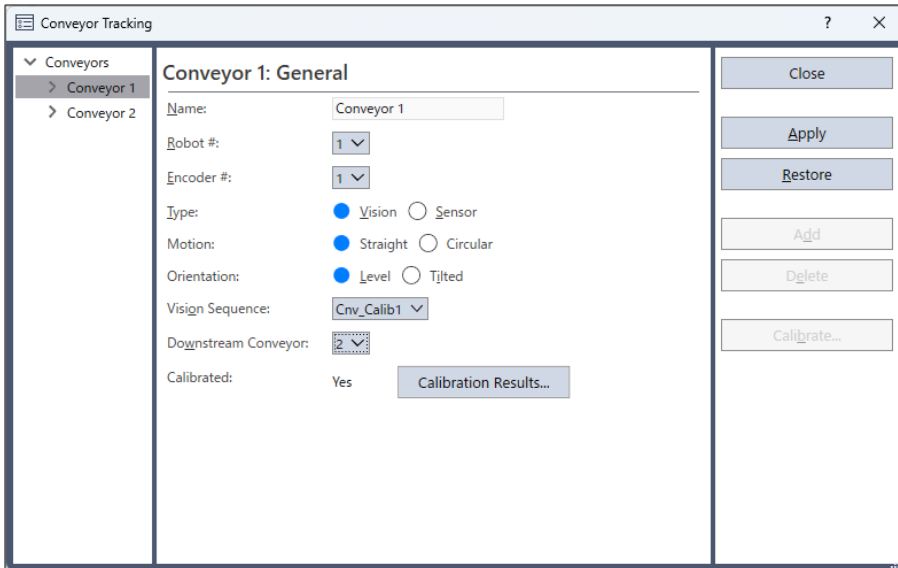 Conveyor Tracking
?
Conveyors
Conveyor 1
Conveyor 2
Conveyor 1: General
Name: Conveyor 1
Robot #: 1
Encoder #: 1
Type: Vision Sensor
Motion: Straight Circular
Orientation: Level Tilted
Vision Sequence: Cnv_Calib1
Downstream Conveyor: 2
Calibrated: Yes Calibration Results...
Close
Apply
Restore
Add
Delete
Calibrate...